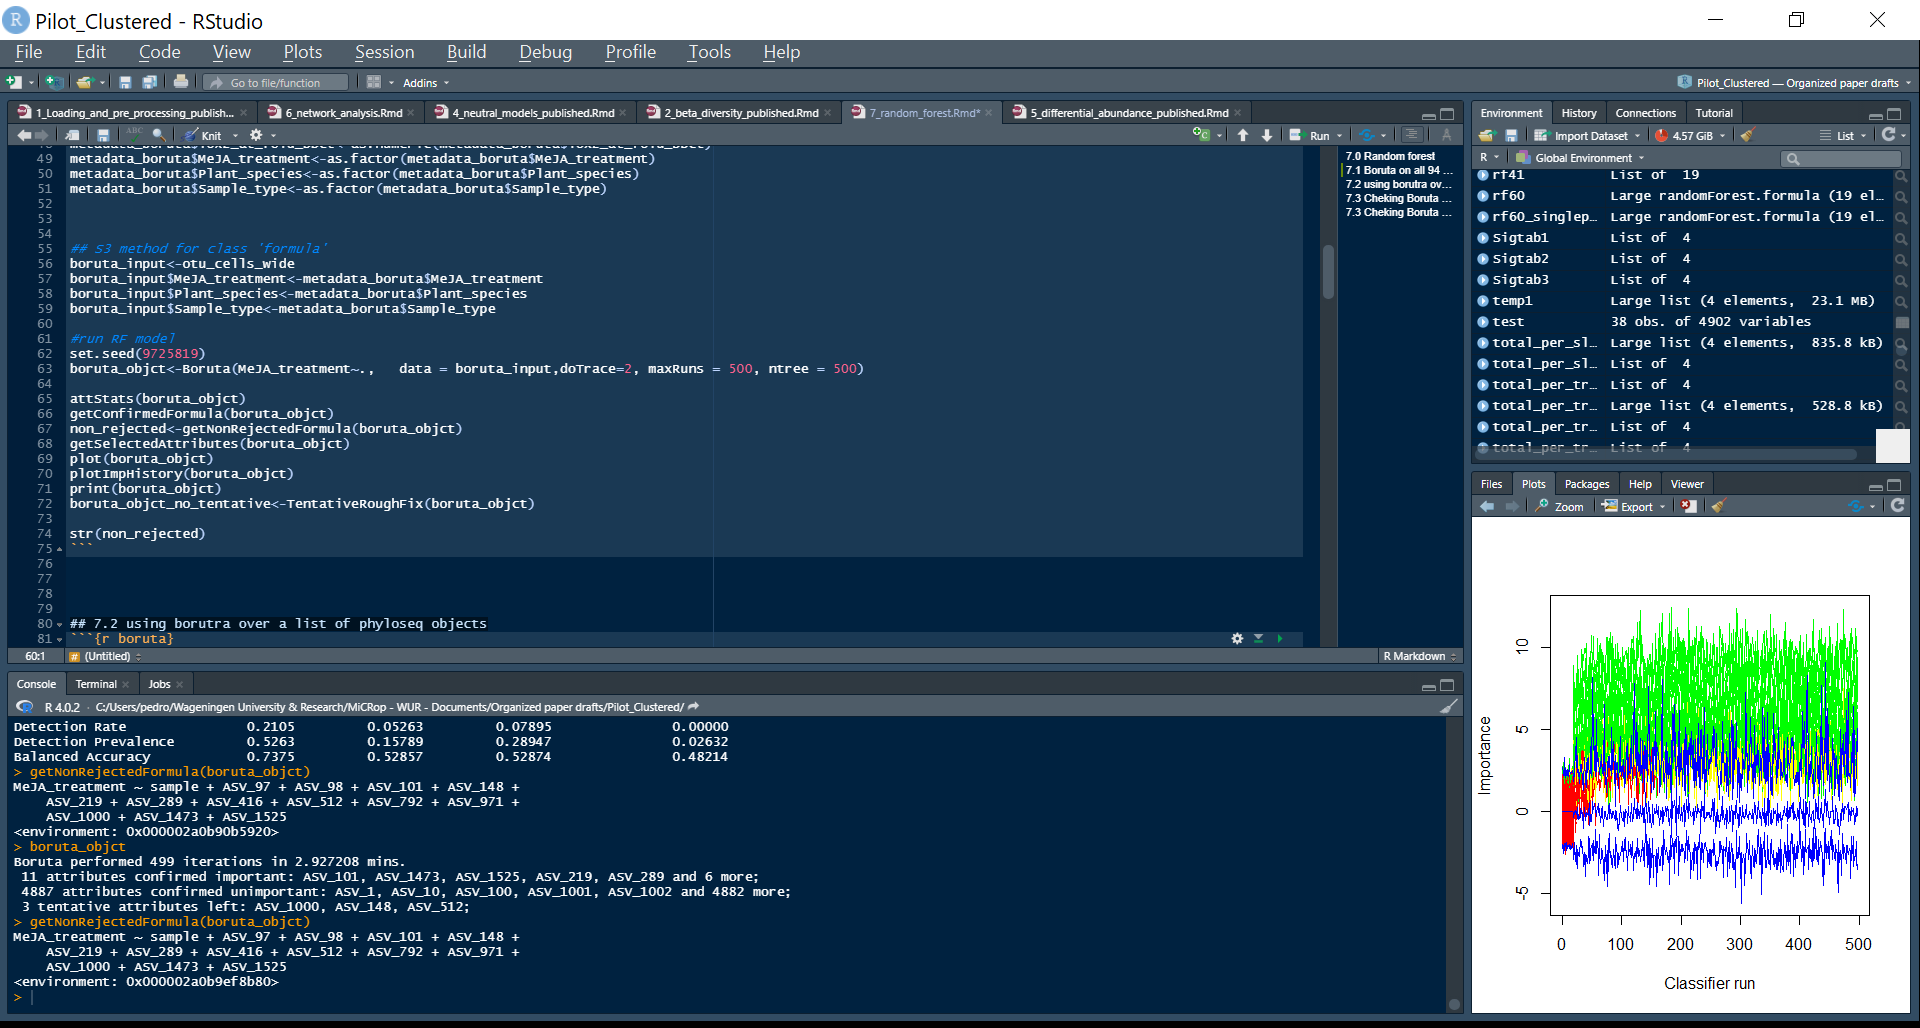 Pilot_Clustered - RStudio
File Edit Code View Plots Session Build Debug Profile Tools Help
Go to file/function Addins Pilot_Clustered — Organized paper drafts
1_Loading_and_pre_processing_publish... 6_network_analysis.Rmd 4_neutral_models_published.Rmd 2_beta_diversity_published.Rmd 7_random_forest.Rmd* 5_differential_abundance_published.Rmd
ABC Knit Run
49 metadata_boruta$MeJA_treatment<-as.factor(metadata_boruta$MeJA_treatment)
50 metadata_boruta$Plant_species<-as.factor(metadata_boruta$Plant_species)
51 metadata_boruta$Sample_type<-as.factor(metadata_boruta$Sample_type)
52
53
54
55 ## S3 method for class 'formula'
56 boruta_input<-otu_cells_wide
57 boruta_input$MeJA_treatment<-metadata_boruta$MeJA_treatment
58 boruta_input$Plant_species<-metadata_boruta$Plant_species
59 boruta_input$Sample_type<-metadata_boruta$Sample_type
60
61 #run RF model
62 set.seed(9725819)
63 boruta_objct<-Boruta(MeJA_treatment~., data = boruta_input,doTrace=2, maxRuns = 500, ntree = 500)
64
65 attStats(boruta_objct)
66 getConfirmedFormula(boruta_objct)
67 non_rejected<-getNonRejectedFormula(boruta_objct)
68 getSelectedAttributes(boruta_objct)
69 plot(boruta_objct)
70 plotImpHistory(boruta_objct)
71 print(boruta_objct)
72 boruta_objct_no_tentative<-TentativeRoughFix(boruta_objct)
73
74 str(non_rejected)
75 ```
76
77
78
79
80 ## 7.2 using borutra over a list of phyloseq objects
81 ```{r boruta}
60:1 # (Untitled) R Markdown
7.0 Random forest
7.1 Boruta on all 94 ...
7.2 using borutra ov...
7.3 Cheking Boruta ...
7.3 Cheking Boruta ...
Console Terminal Jobs
R 4.0.2 · C:/Users/pedro/Wageningen University & Research/MiCRop - WUR - Documents/Organized paper drafts/Pilot_Clustered/
Detection Rate 0.2105 0.05263 0.07895 0.00000
Detection Prevalence 0.5263 0.15789 0.28947 0.02632
Balanced Accuracy 0.7375 0.52857 0.52874 0.48214
> getNonRejectedFormula(boruta_objct)
MeJA_treatment ~ sample + ASV_97 + ASV_98 + ASV_101 + ASV_148 +
ASV_219 + ASV_289 + ASV_416 + ASV_512 + ASV_792 + ASV_971 +
ASV_1000 + ASV_1473 + ASV_1525
<environment: 0x000002a0b90b5920>
> boruta_objct
Boruta performed 499 iterations in 2.927208 mins.
11 attributes confirmed important: ASV_101, ASV_1473, ASV_1525, ASV_219, ASV_289 and 6 more;
4887 attributes confirmed unimportant: ASV_1, ASV_10, ASV_100, ASV_1001, ASV_1002 and 4882 more;
3 tentative attributes left: ASV_1000, ASV_148, ASV_512;
> getNonRejectedFormula(boruta_objct)
MeJA_treatment ~ sample + ASV_97 + ASV_98 + ASV_101 + ASV_148 +
ASV_219 + ASV_289 + ASV_416 + ASV_512 + ASV_792 + ASV_971 +
ASV_1000 + ASV_1473 + ASV_1525
<environment: 0x000002a0b9ef8b80>
>
Environment History Connections Tutorial
Import Dataset 4.57 GiB List
R Global Environment
rf41 List of 19
rf60 Large randomForest.formula (19 el...
rf60_singlep... Large randomForest.formula (19 el...
Sigtab1 List of 4
Sigtab2 List of 4
Sigtab3 List of 4
temp1 Large list (4 elements, 23.1 MB)
test 38 obs. of 4902 variables
total_per_sl... Large list (4 elements, 835.8 kB)
total_per_sl... List of 4
total_per_tr... List of 4
total_per_tr... Large list (4 elements, 528.8 kB)
total_per_tr... List of 4
total_per_tr... List of 4
Files Plots Packages Help Viewer
Zoom Export
Importance
10
5
0
-5
0 100 200 300 400 500
Classifier run